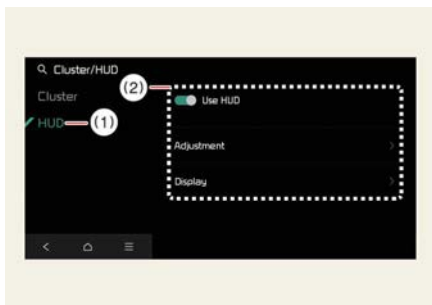 Cluster/HUD
(2)
Use HUD
Cluster
HUD
(1)
Adjustment
Display